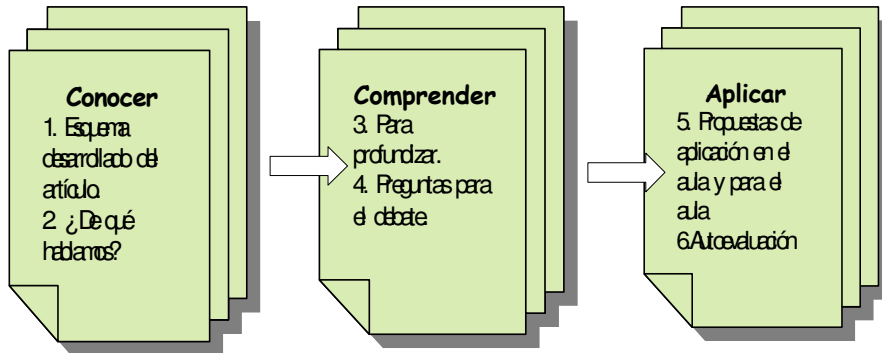 Conocer
1. Esquema
desarrollado del
artículo.
2. ¿De qué
hablamos?
Comprender
3. Para
profundizar.
4. Preguntas para
el debate.
Aplicar
5. Propuestas de
aplicación en el
aula y para el
aula
6.Autoevaluación